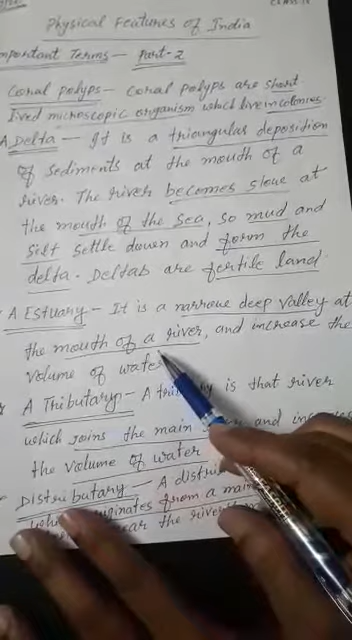 CLASS-IX
Physical Features of India
Important Terms - Part-2
Coral Polyps - Coral Polyps are short
lived microscopic organism which live in colonies
A Delta - It is a triangular deposition
of sediments at the mouth of a
river. The river becomes slow at
the mouth of the sea, so mud and
silt settle down and form the
delta. Deltas are fertile land.
A Estuary - It is a narrow deep valley at
the mouth of a river, and increase the
volume of water
A Tributary - A is that river
which joins the main and
the volume of water
Distributary - A
originates from a main
the river